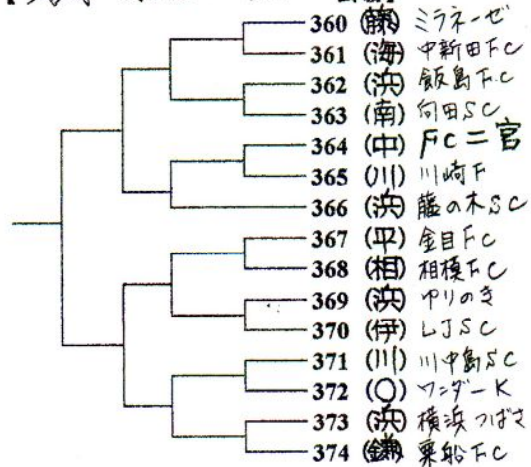 360 (藤) ミラネーゼ
361 (海) 中新田FC
362 (浜) 飯島F.C
363 (南) 向田SC
364 (中) FC二宮
365 (川) 川崎F
366 (浜) 藤の木SC
367 (平) 金目FC
368 (相) 相模FC
369 (浜) ゆりのき
370 (伊) LJSC
371 (川) 川中島SC
372 (〇) ワンダーK
373 (浜) 横浜つばさ
374 (鎌) 乗船FC